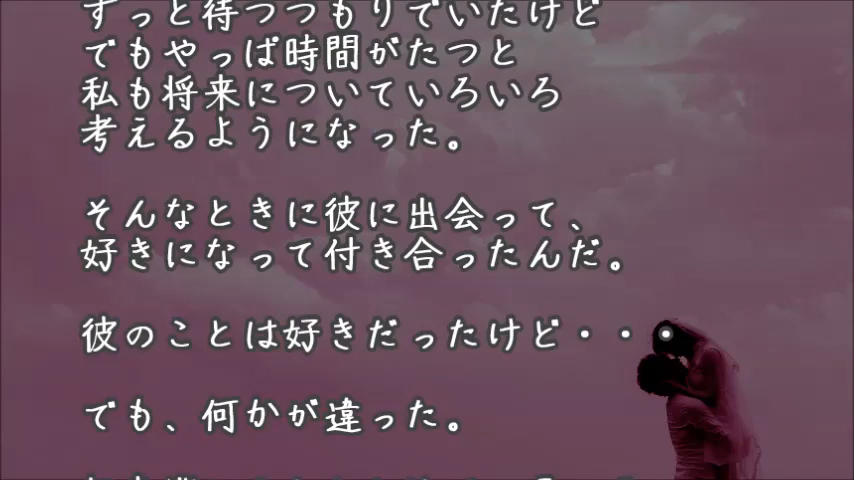 ずっと待つつもりでいたけど
でもやっぱ時間がたつと
私も将来についていろいろ
考えるようになった。
そんなときに彼に出会って、
好きになって付き合ったんだ。
彼のことは好きだったけど・・・
でも、何かが違った。